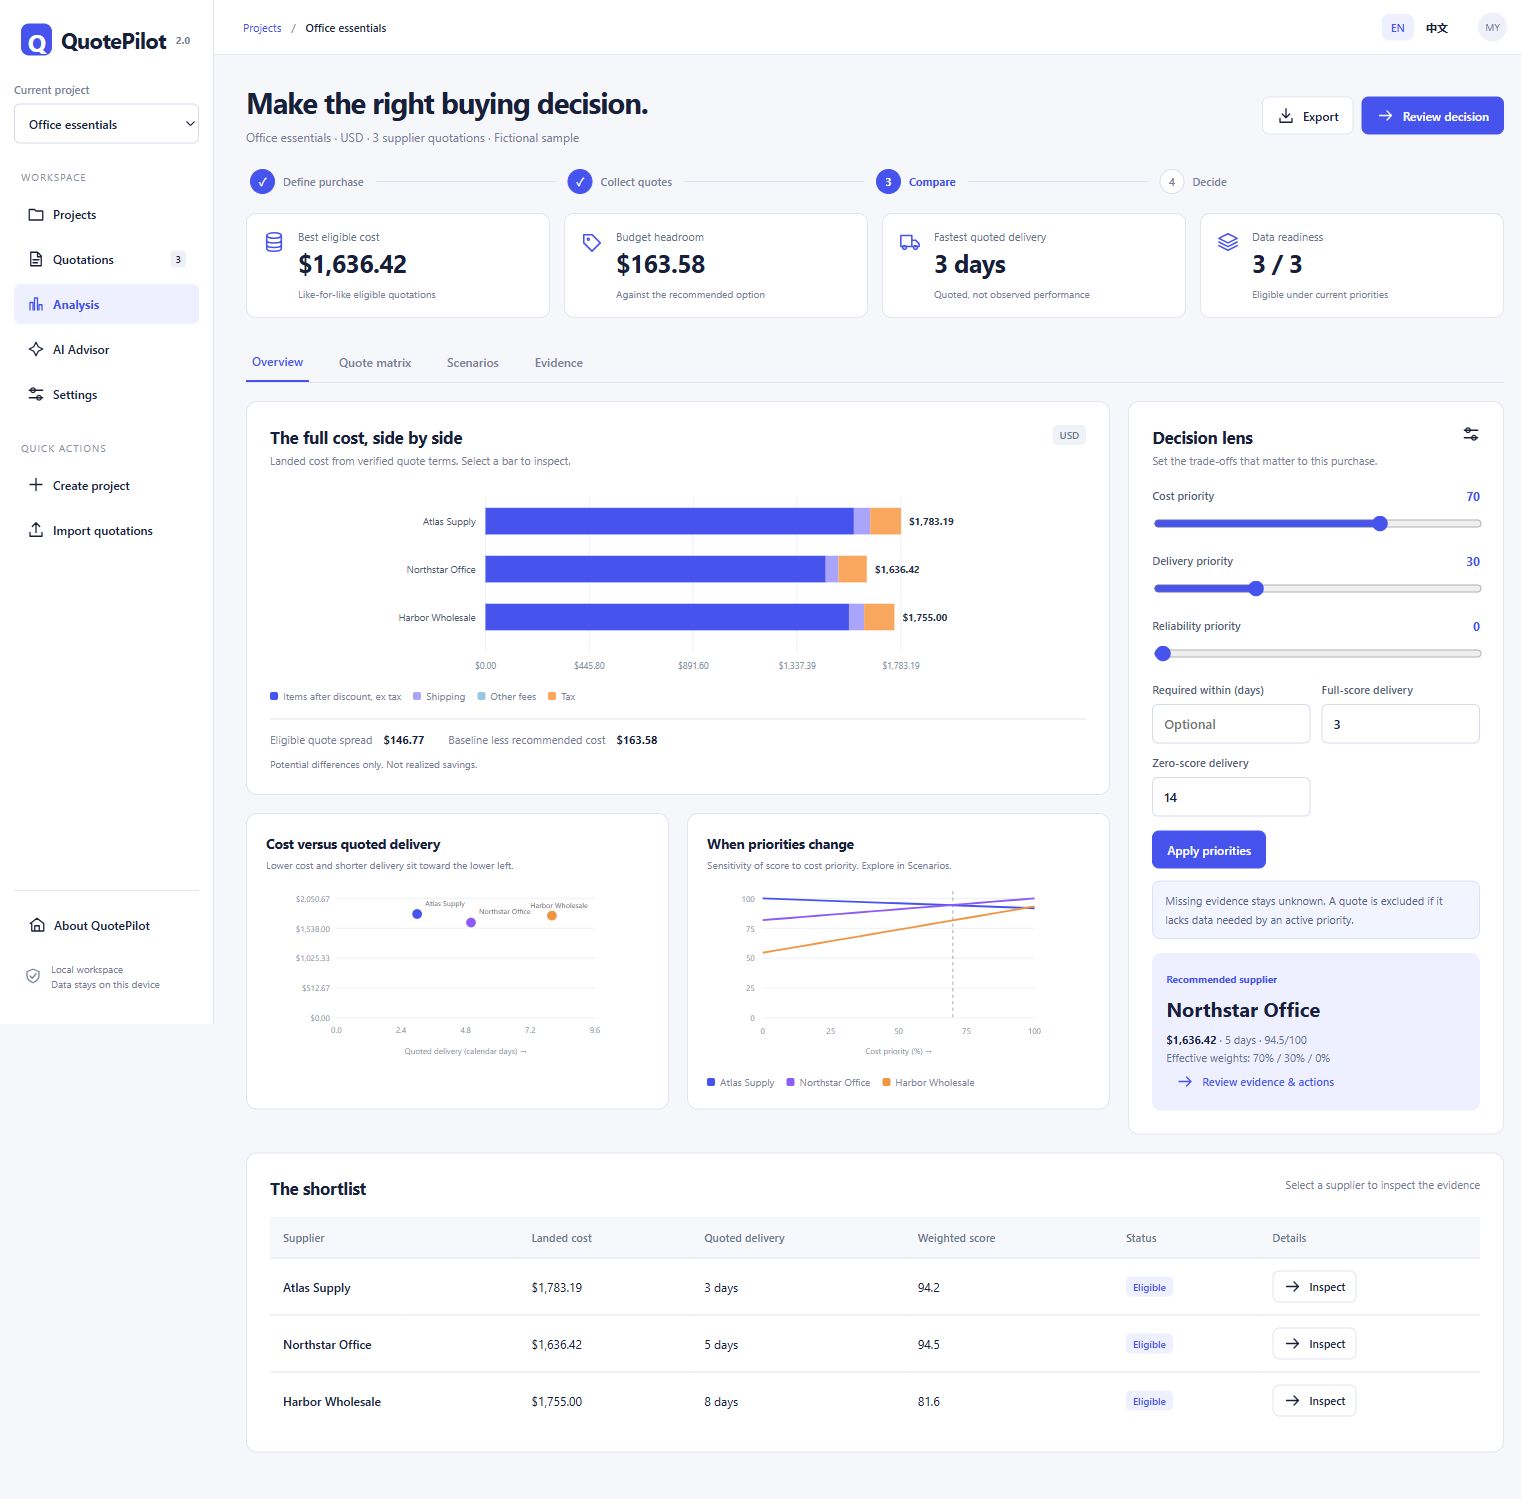 QuotePilot 2.0
Current project
Office essentials
WORKSPACE
Projects
Quotations 3
Analysis
AI Advisor
Settings
QUICK ACTIONS
Create project
Import quotations
About QuotePilot
Local workspace
Data stays on this device
Projects / Office essentials
EN 中文 MY
Make the right buying decision.
Office essentials · USD · 3 supplier quotations · Fictional sample
Export
Review decision
Define purchase
Collect quotes
3 Compare
4 Decide
Best eligible cost
$1,636.42
Like-for-like eligible quotations
Budget headroom
$163.58
Against the recommended option
Fastest quoted delivery
3 days
Quoted, not observed performance
Data readiness
3 / 3
Eligible under current priorities
Overview Quote matrix Scenarios Evidence
The full cost, side by side
USD
Landed cost from verified quote terms. Select a bar to inspect.
Atlas Supply $1,783.19
Northstar Office $1,636.42
Harbor Wholesale $1,755.00
$0.00 $445.80 $891.60 $1,337.39 $1,783.19
Items after discount, ex tax Shipping Other fees Tax
Eligible quote spread $146.77 Baseline less recommended cost $163.58
Potential differences only. Not realized savings.
Cost versus quoted delivery
Lower cost and shorter delivery sit toward the lower left.
$2,050.67
$1,538.00
$1,025.33
$512.67
$0.00
Atlas Supply
Northstar Office
Harbor Wholesale
0.0 2.4 4.8 7.2 9.6
Quoted delivery (calendar days) →
When priorities change
Sensitivity of score to cost priority. Explore in Scenarios.
100
75
50
25
0
0 25 50 75 100
Cost priority (%) →
Atlas Supply Northstar Office Harbor Wholesale
Decision lens
Set the trade-offs that matter to this purchase.
Cost priority 70
Delivery priority 30
Reliability priority 0
Required within (days) Full-score delivery
Optional 3
Zero-score delivery
14
Apply priorities
Missing evidence stays unknown. A quote is excluded if it
lacks data needed by an active priority.
Recommended supplier
Northstar Office
$1,636.42 · 5 days · 94.5/100
Effective weights: 70% / 30% / 0%
Review evidence & actions
The shortlist
Select a supplier to inspect the evidence
Supplier Landed cost Quoted delivery Weighted score Status Details
Atlas Supply $1,783.19 3 days 94.2 Eligible Inspect
Northstar Office $1,636.42 5 days 94.5 Eligible Inspect
Harbor Wholesale $1,755.00 8 days 81.6 Eligible Inspect